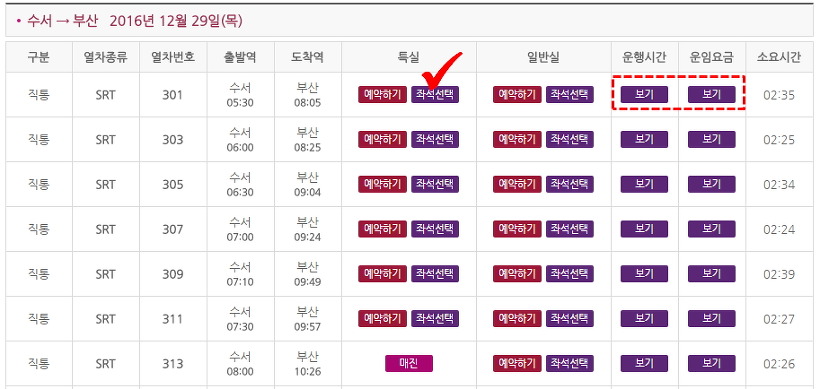 • 수서 → 부산 2016년 12월 29일(목)
구분 열차종류 열차번호 출발역 도착역 특실 일반실 운행시간 운임요금 소요시간
직통 SRT 301 수서 05:30 부산 08:05 예약하기 좌석선택 예약하기 좌석선택 보기 보기 02:35
직통 SRT 303 수서 06:00 부산 08:25 예약하기 좌석선택 예약하기 좌석선택 보기 보기 02:25
직통 SRT 305 수서 06:30 부산 09:04 예약하기 좌석선택 예약하기 좌석선택 보기 보기 02:34
직통 SRT 307 수서 07:00 부산 09:24 예약하기 좌석선택 예약하기 좌석선택 보기 보기 02:24
직통 SRT 309 수서 07:10 부산 09:49 예약하기 좌석선택 예약하기 좌석선택 보기 보기 02:39
직통 SRT 311 수서 07:30 부산 09:57 예약하기 좌석선택 예약하기 좌석선택 보기 보기 02:27
직통 SRT 313 수서 08:00 부산 10:26 매진 예약하기 좌석선택 보기 보기 02:26